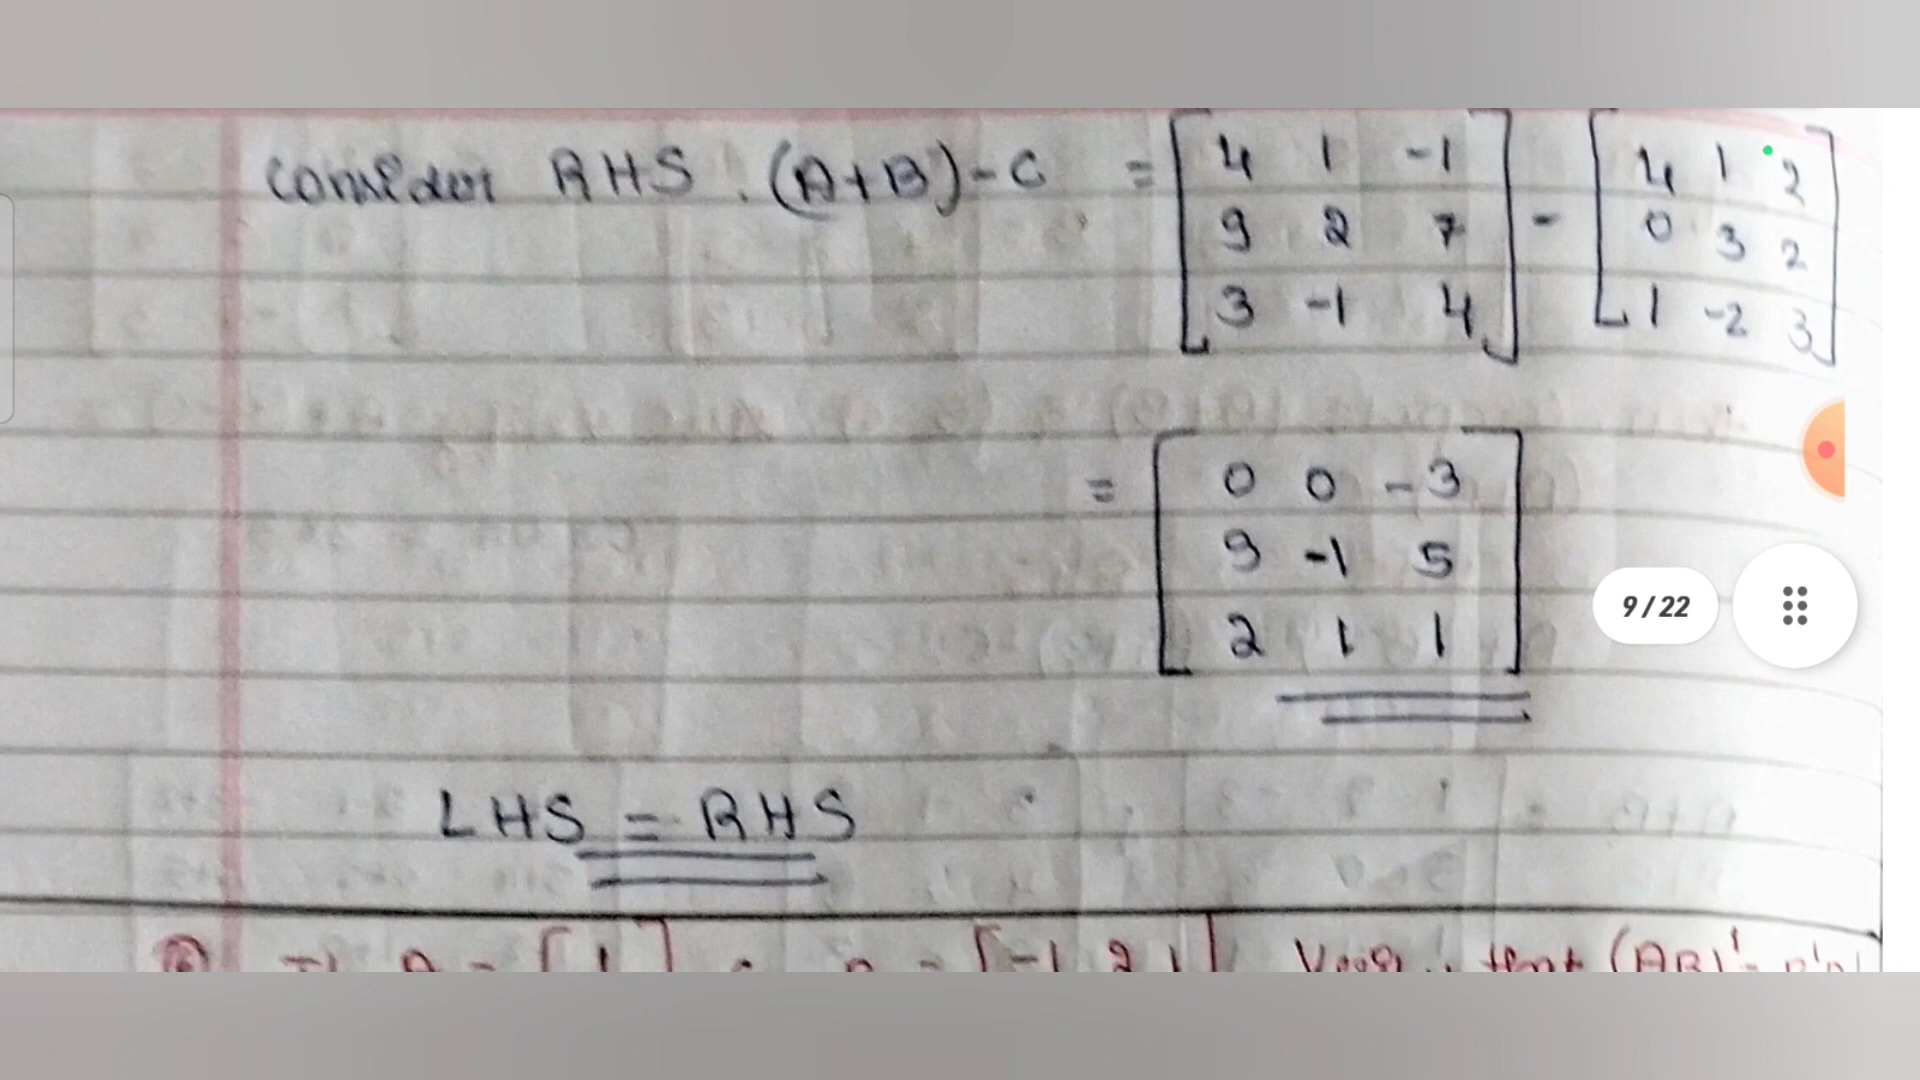 Consider RHS . (A+B)-C = [4 1 -1 9 2 7 3 -1 4] - [4 1 2 0 3 2 1 -2 3]
= [0 0 -3 9 -1 5 2 1 1]
9/22
LHS = RHS